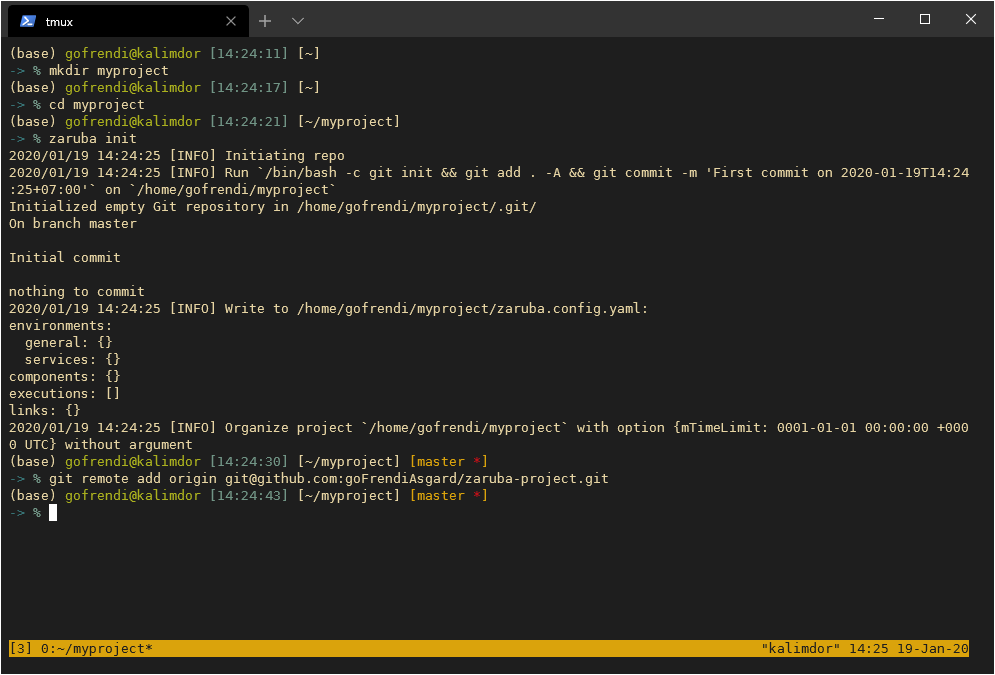 tmux
(base) gofrendi@kalimdor [14:24:11] [~]
-> % mkdir myproject
(base) gofrendi@kalimdor [14:24:17] [~]
-> % cd myproject
(base) gofrendi@kalimdor [14:24:21] [~/myproject]
-> % zaruba init
2020/01/19 14:24:25 [INFO] Initiating repo
2020/01/19 14:24:25 [INFO] Run `/bin/bash -c git init && git add . -A && git commit -m 'First commit on 2020-01-19T14:24
:25+07:00'` on `/home/gofrendi/myproject`
Initialized empty Git repository in /home/gofrendi/myproject/.git/
On branch master
Initial commit
nothing to commit
2020/01/19 14:24:25 [INFO] Write to /home/gofrendi/myproject/zaruba.config.yaml:
environments:
  general: {}
  services: {}
components: {}
executions: []
links: {}
2020/01/19 14:24:25 [INFO] Organize project `/home/gofrendi/myproject` with option {mTimeLimit: 0001-01-01 00:00:00 +000
0 UTC} without argument
(base) gofrendi@kalimdor [14:24:30] [~/myproject] [master *]
-> % git remote add origin git@github.com:goFrendiAsgard/zaruba-project.git
(base) gofrendi@kalimdor [14:24:43] [~/myproject] [master *]
-> %
[3] 0:~/myproject* "kalimdor" 14:25 19-Jan-20